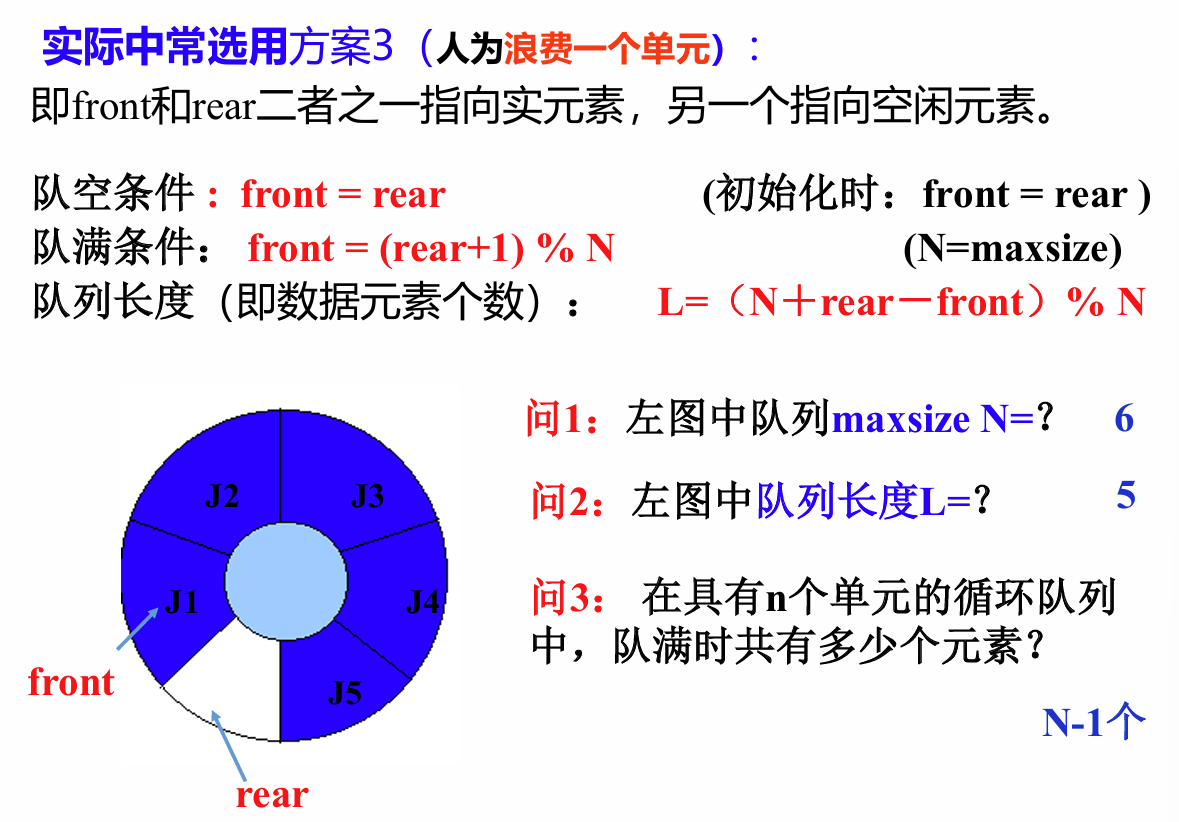 实际中常选用方案3（人为浪费一个单元）：
即front和rear二者之一指向实元素，另一个指向空闲元素。
队空条件： front = rear (初始化时：front = rear )
队满条件： front = (rear+1) % N (N=maxsize)
队列长度（即数据元素个数）： L=（N＋rear－front）% N
问1：左图中队列maxsize N=？ 6
问2：左图中队列长度L=？ 5
问3： 在具有n个单元的循环队列
中，队满时共有多少个元素？
N-1个
J2 J3
J1 J4
J5
front
rear